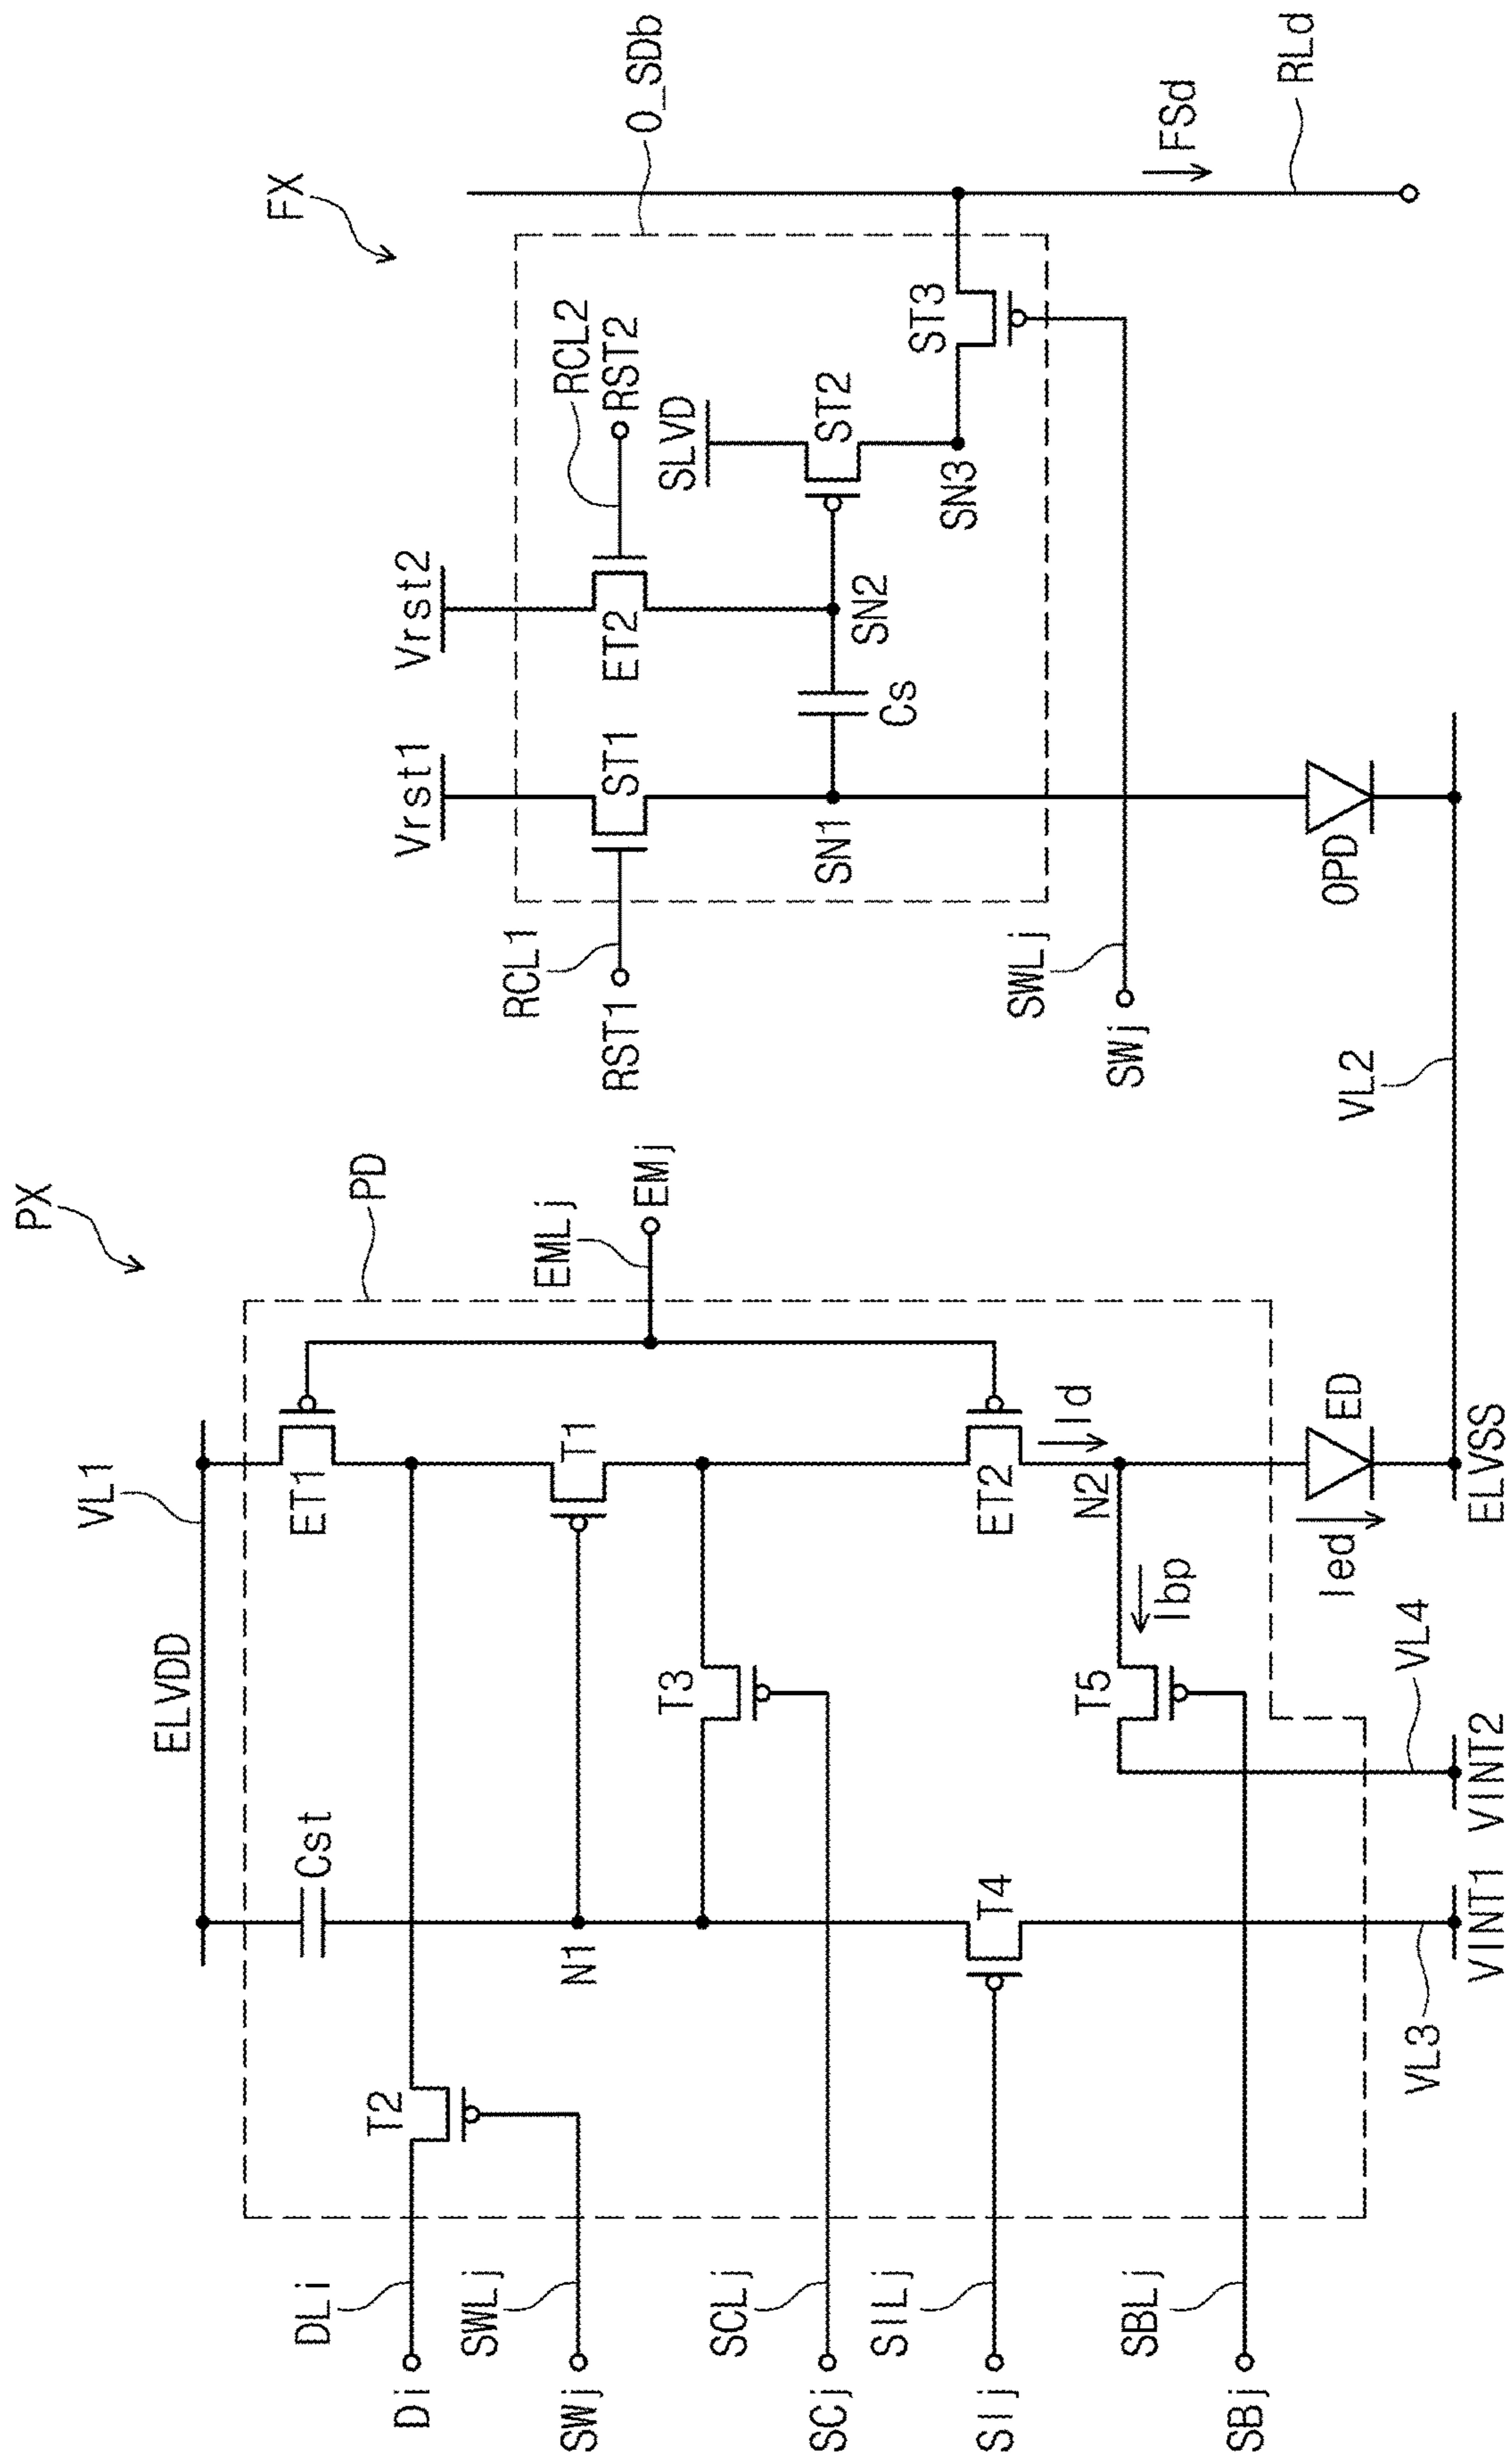 PX
FX
VL1
ELVDD
Cst
ET1
PD
DLi
Di
T2
SWLj
SWj
N1
T1
EMLj
EMj
T3
SCLj
SCj
T4
SILj
SIj
ET2
Id
N2
Ibp
T5
SBLj
SBj
Ied
ED
VL3
VINT1
VL4
VINT2
ELVSS
VL2
Vrst1
Vrst2
O_SDb
RCL1
RST1
ST1
ET2
RCL2
RST2
SLVD
SN1
Cs
SN2
ST2
SN3
ST3
SWLj
SWj
OPD
FSd
RLd